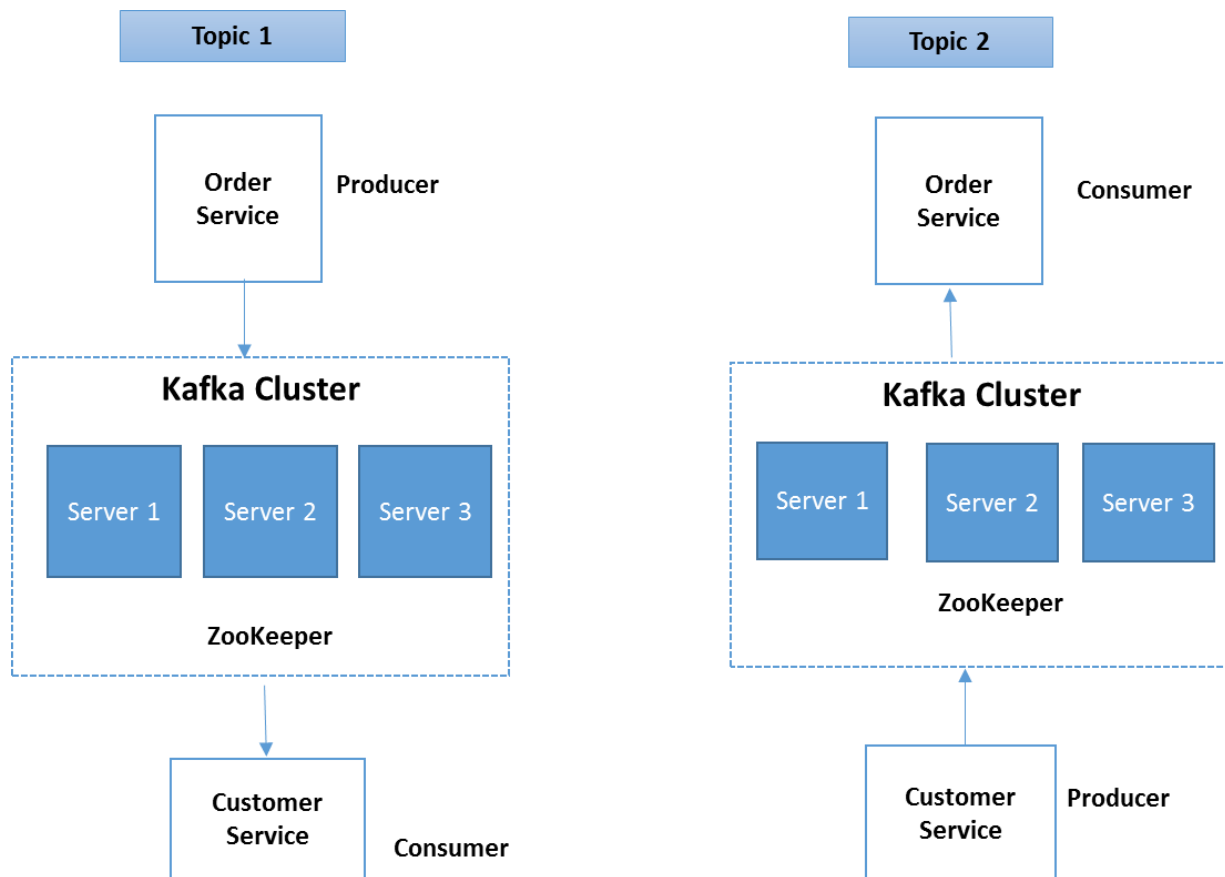 Topic 1
Order
Service
Producer
Kafka Cluster
Server 1
Server 2
Server 3
ZooKeeper
Customer
Service
Consumer
Topic 2
Order
Service
Consumer
Kafka Cluster
Server 1
Server 2
Server 3
ZooKeeper
Customer
Service
Producer